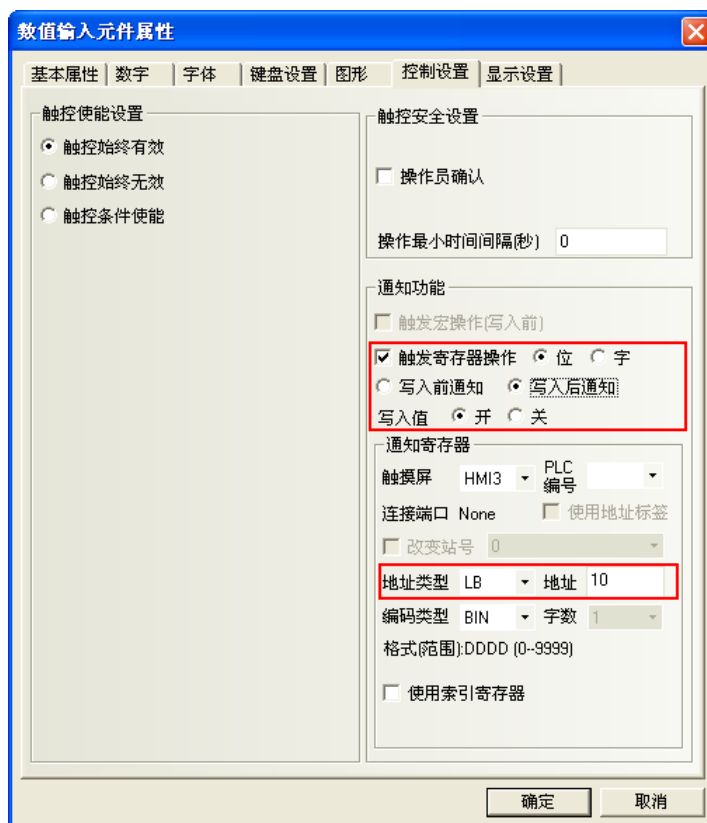 数值输入元件属性
基本属性 数字 字体 键盘设置 图形 控制设置 显示设置
触控使能设置
触控始终有效
触控始终无效
触控条件使能
触控安全设置
操作员确认
操作最小时间间隔(秒) 0
通知功能
触发宏操作(写入前)
触发寄存器操作 位 字
写入前通知 写入后通知
写入值 开 关
通知寄存器
触摸屏 HMI3 PLC编号
连接端口 None 使用地址标签
改变站号 0
地址类型 LB 地址 10
编码类型 BIN 字数 1
格式(范围):DDDD (0--9999)
使用索引寄存器
确定 取消